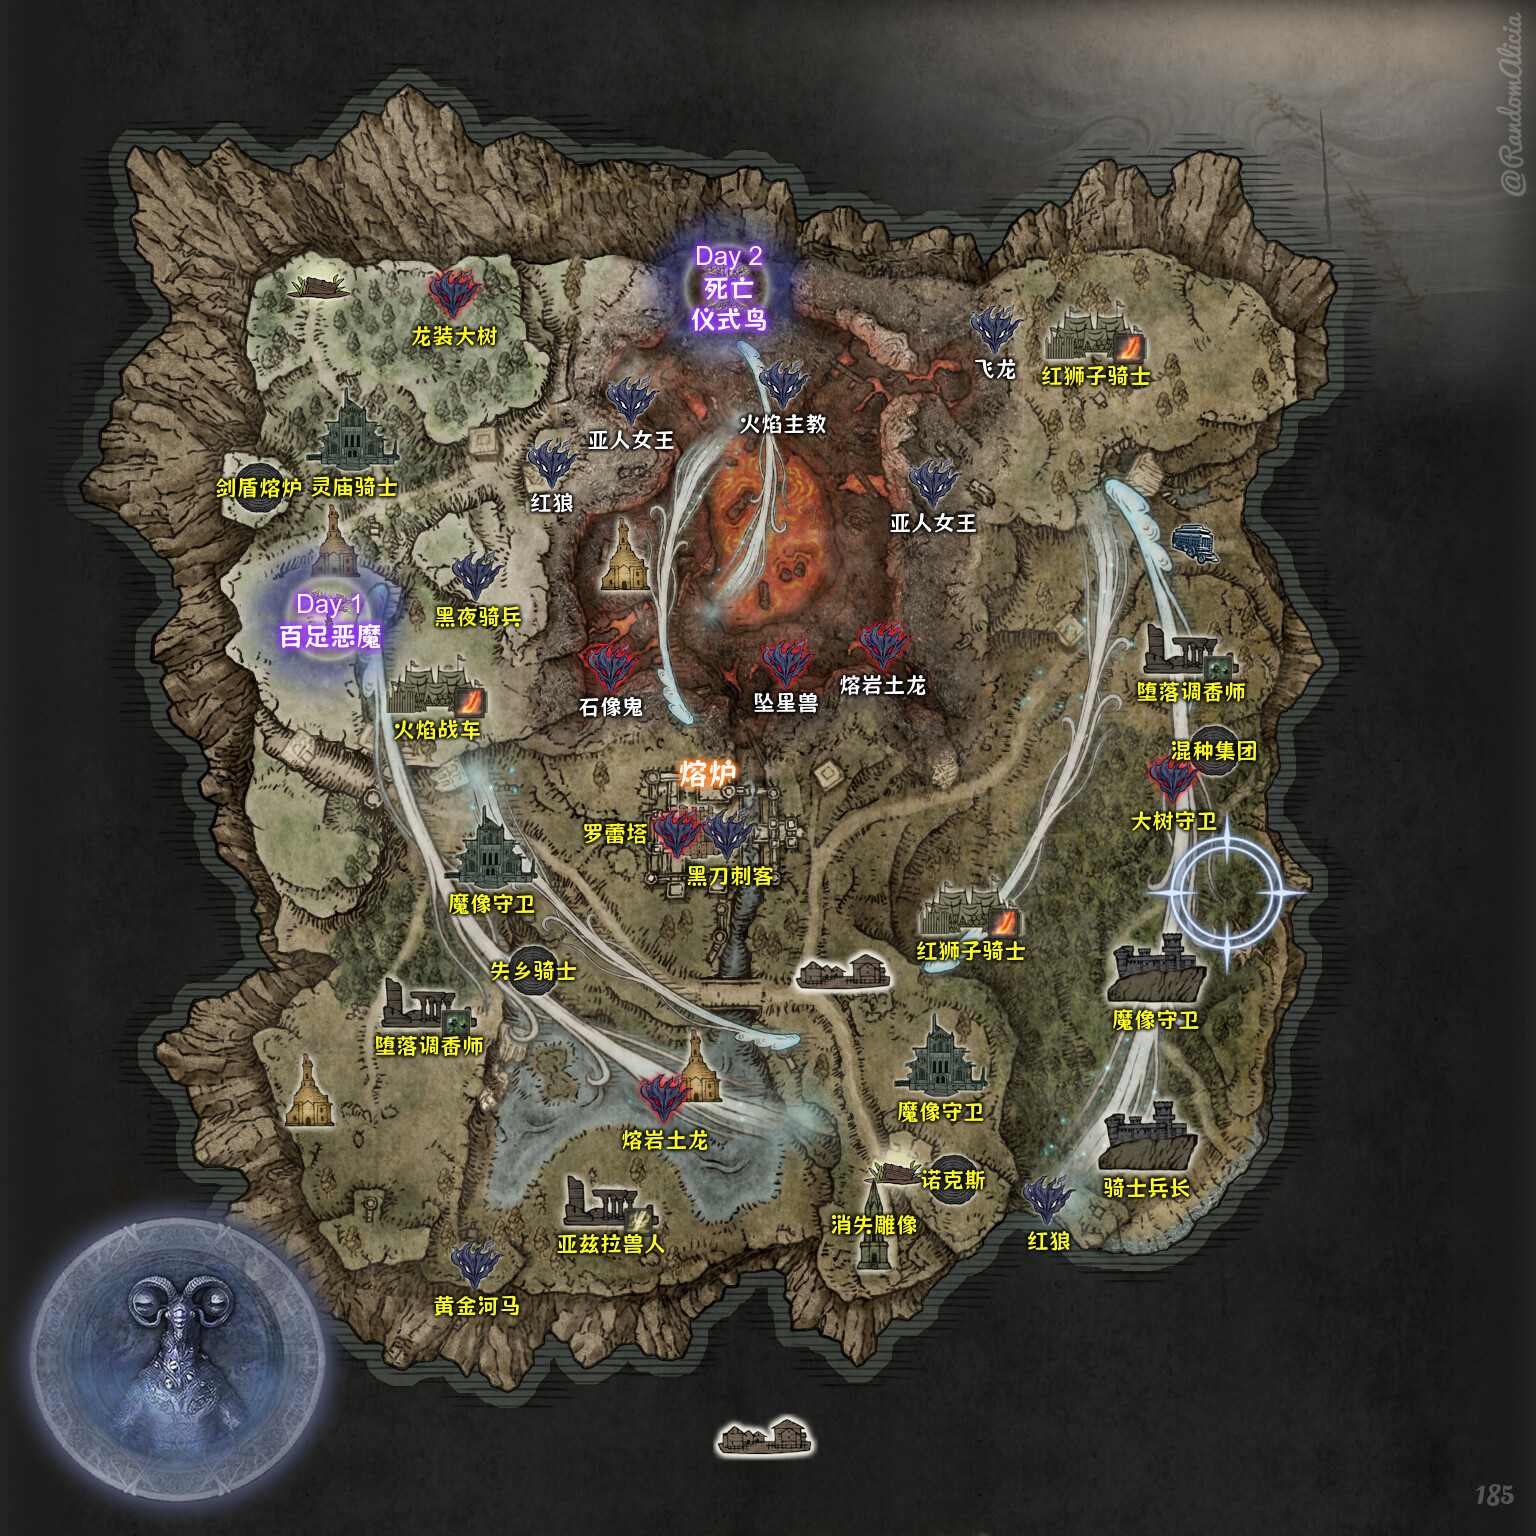 @RandomAlicia
Day 2
死亡
仪式鸟
龙装大树
飞龙
红狮子骑士
火焰主教
亚人女王
剑盾熔炉
灵庙骑士
红狼
亚人女王
Day 1
百足恶魔
黑夜骑兵
石像鬼
坠星兽
熔岩土龙
堕落调香师
火焰战车
混种集团
熔炉
大树守卫
罗蕾塔
黑刀刺客
魔像守卫
红狮子骑士
失乡骑士
魔像守卫
堕落调香师
魔像守卫
熔岩土龙
诺克斯
骑士兵长
消失雕像
红狼
亚兹拉兽人
黄金河马
185